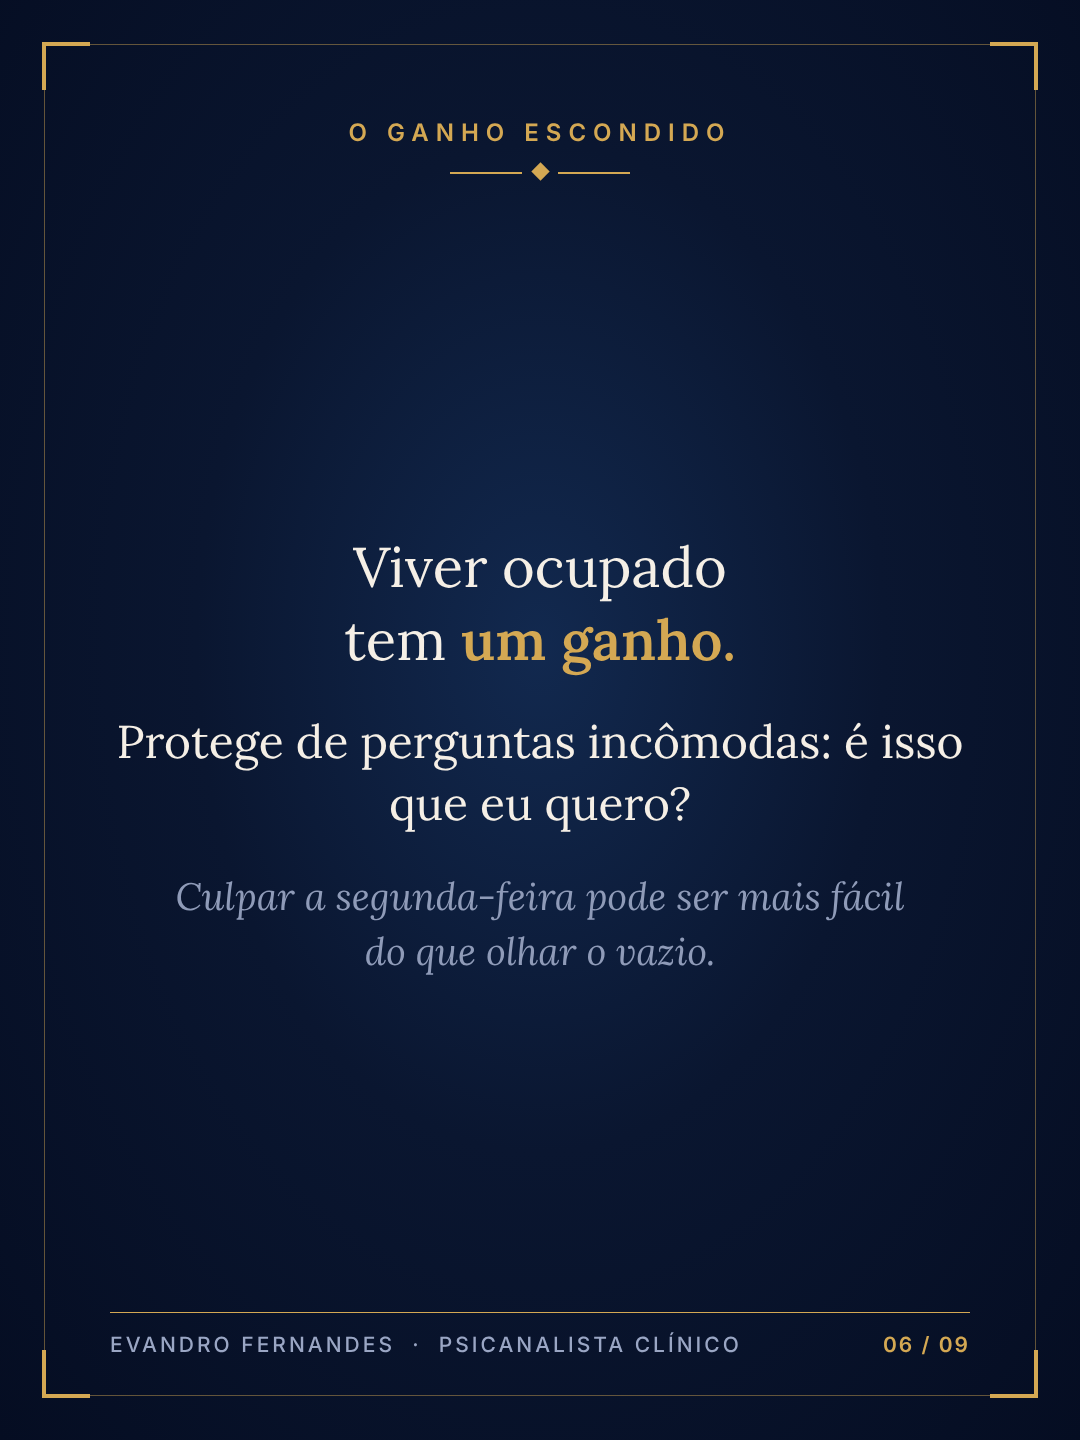 O GANHO ESCONDIDO
Viver ocupado
tem um ganho.
Protege de perguntas incômodas: é isso
que eu quero?
Culpar a segunda-feira pode ser mais fácil
do que olhar o vazio.
EVANDRO FERNANDES · PSICANALISTA CLÍNICO 06 / 09